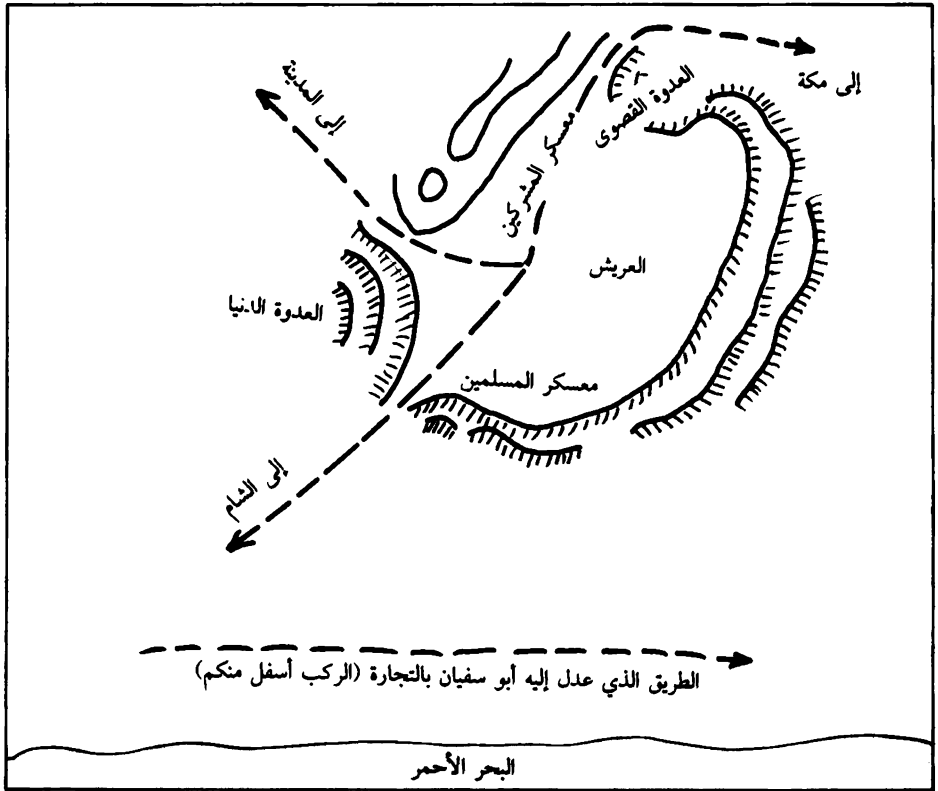 إلى مكة
إلى المدينة
العدوة القصوى
معسكر المشركين
العريش
العدوة الدنيا
معسكر المسلمين
إلى الشام
الطريق الذي عدل إليه أبو سفيان بالتجارة (الركب أسفل منكم)
البحر الأحمر